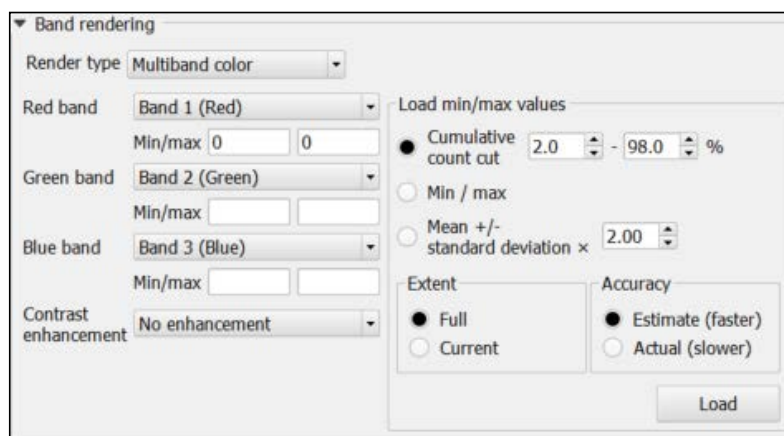 Band rendering
Render type Multiband color
Red band Band 1 (Red)
Min/max 0 0
Green band Band 2 (Green)
Min/max
Blue band Band 3 (Blue)
Min/max
Contrast
enhancement No enhancement
Load min/max values
Cumulative
count cut 2.0 - 98.0 %
Min / max
Mean +/-
standard deviation × 2.00
Extent
Full
Current
Accuracy
Estimate (faster)
Actual (slower)
Load